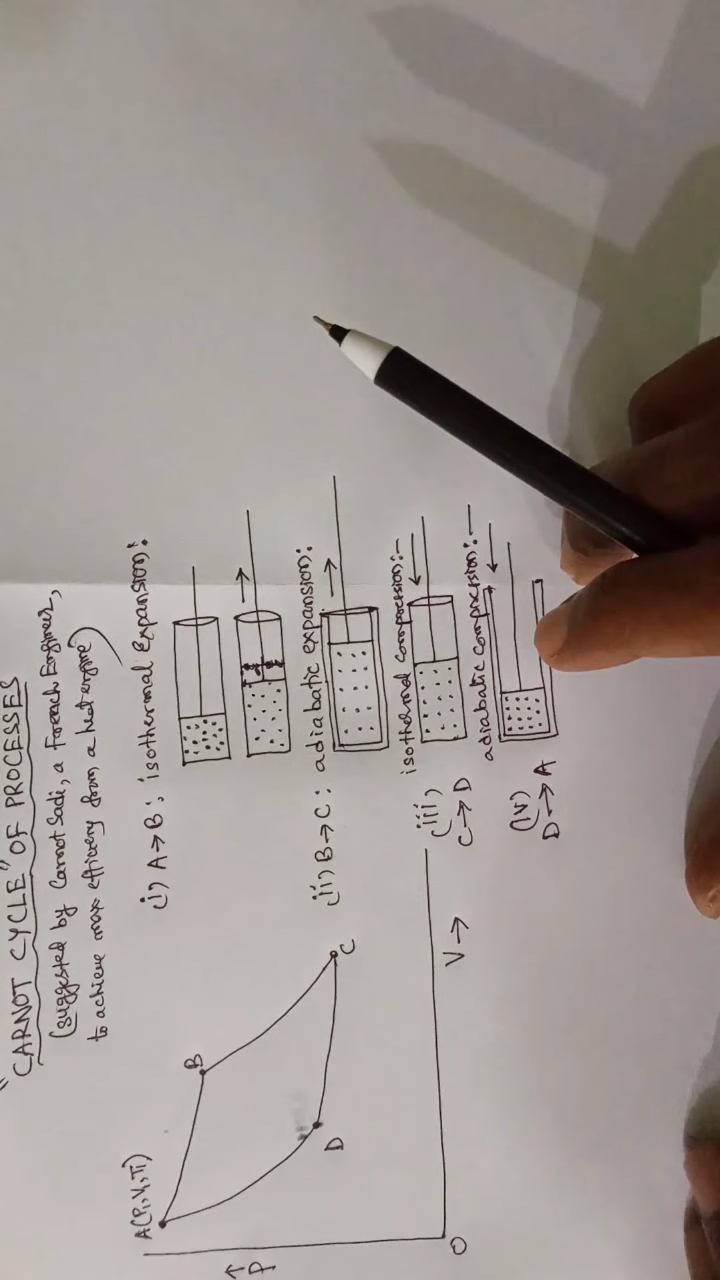 "CARNOT CYCLE" OF PROCESSES
(suggested by Carnot Sadi, a French Engineer,
to achieve max efficiency from a heat engine)
A(P1,V1,T1)
B
C
D
P
V →
O
(i) A→B: isothermal Expansion:
(ii) B→C: adiabatic expansion:
(iii) isothermal compression:-
C→D
(iv) adiabatic compression:-
D→A